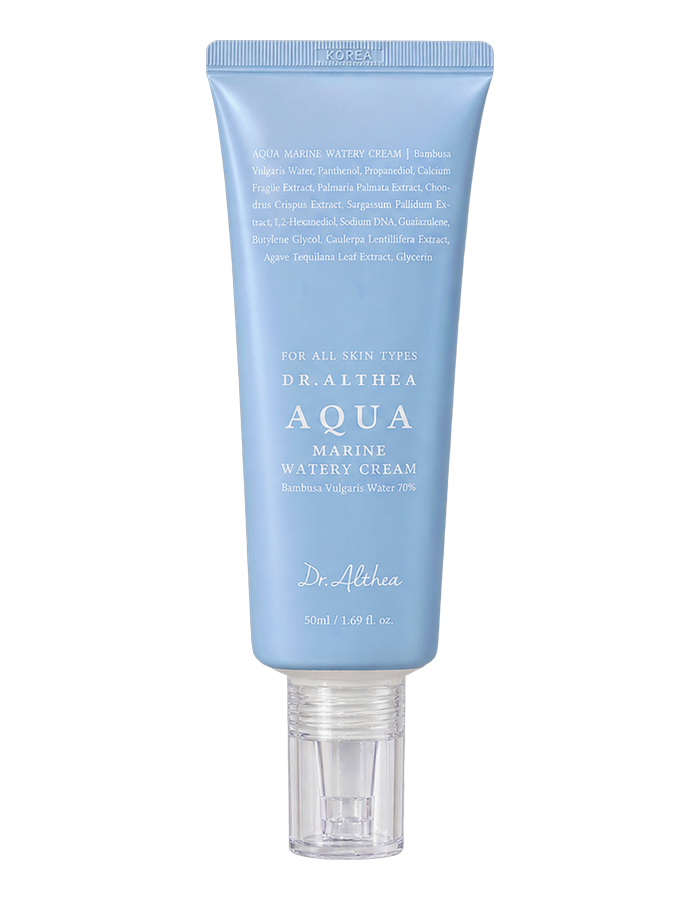 KOREA
AQUA MARINE WATERY CREAM | Bambusa
Vulgaris Water, Panthenol, Propanediol, Calcium
Fragile Extract, Palmaria Palmata Extract, Chon-
drus Crispus Extract, Sargassum Pallidum Ex-
tract, 1,2-Hexanediol, Sodium DNA, Guaiazulene,
Butylene Glycol, Caulerpa Lentillifera Extract,
Agave Tequilana Leaf Extract, Glycerin
FOR ALL SKIN TYPES
DR.ALTHEA
AQUA
MARINE
WATERY CREAM
Bambusa Vulgaris Water 70%
Dr. Althea
50ml / 1.69 fl. oz.